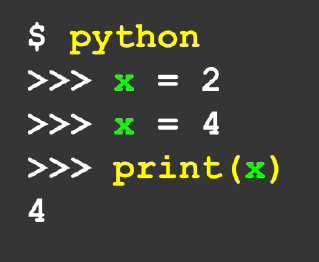 $ python
>>> x = 2
>>> x = 4
>>> print(x)
4